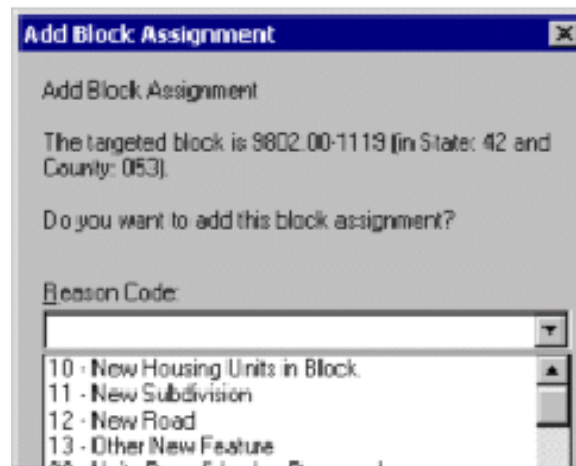 Add Block Assignment
Add Block Assignment
The targeted block is 9802.00-1119 (in State: 42 and
County: 053).
Do you want to add this block assignment?
Reason Code:
10 - New Housing Units in Block.
11 - New Subdivision
12 - New Road
13 - Other New Feature